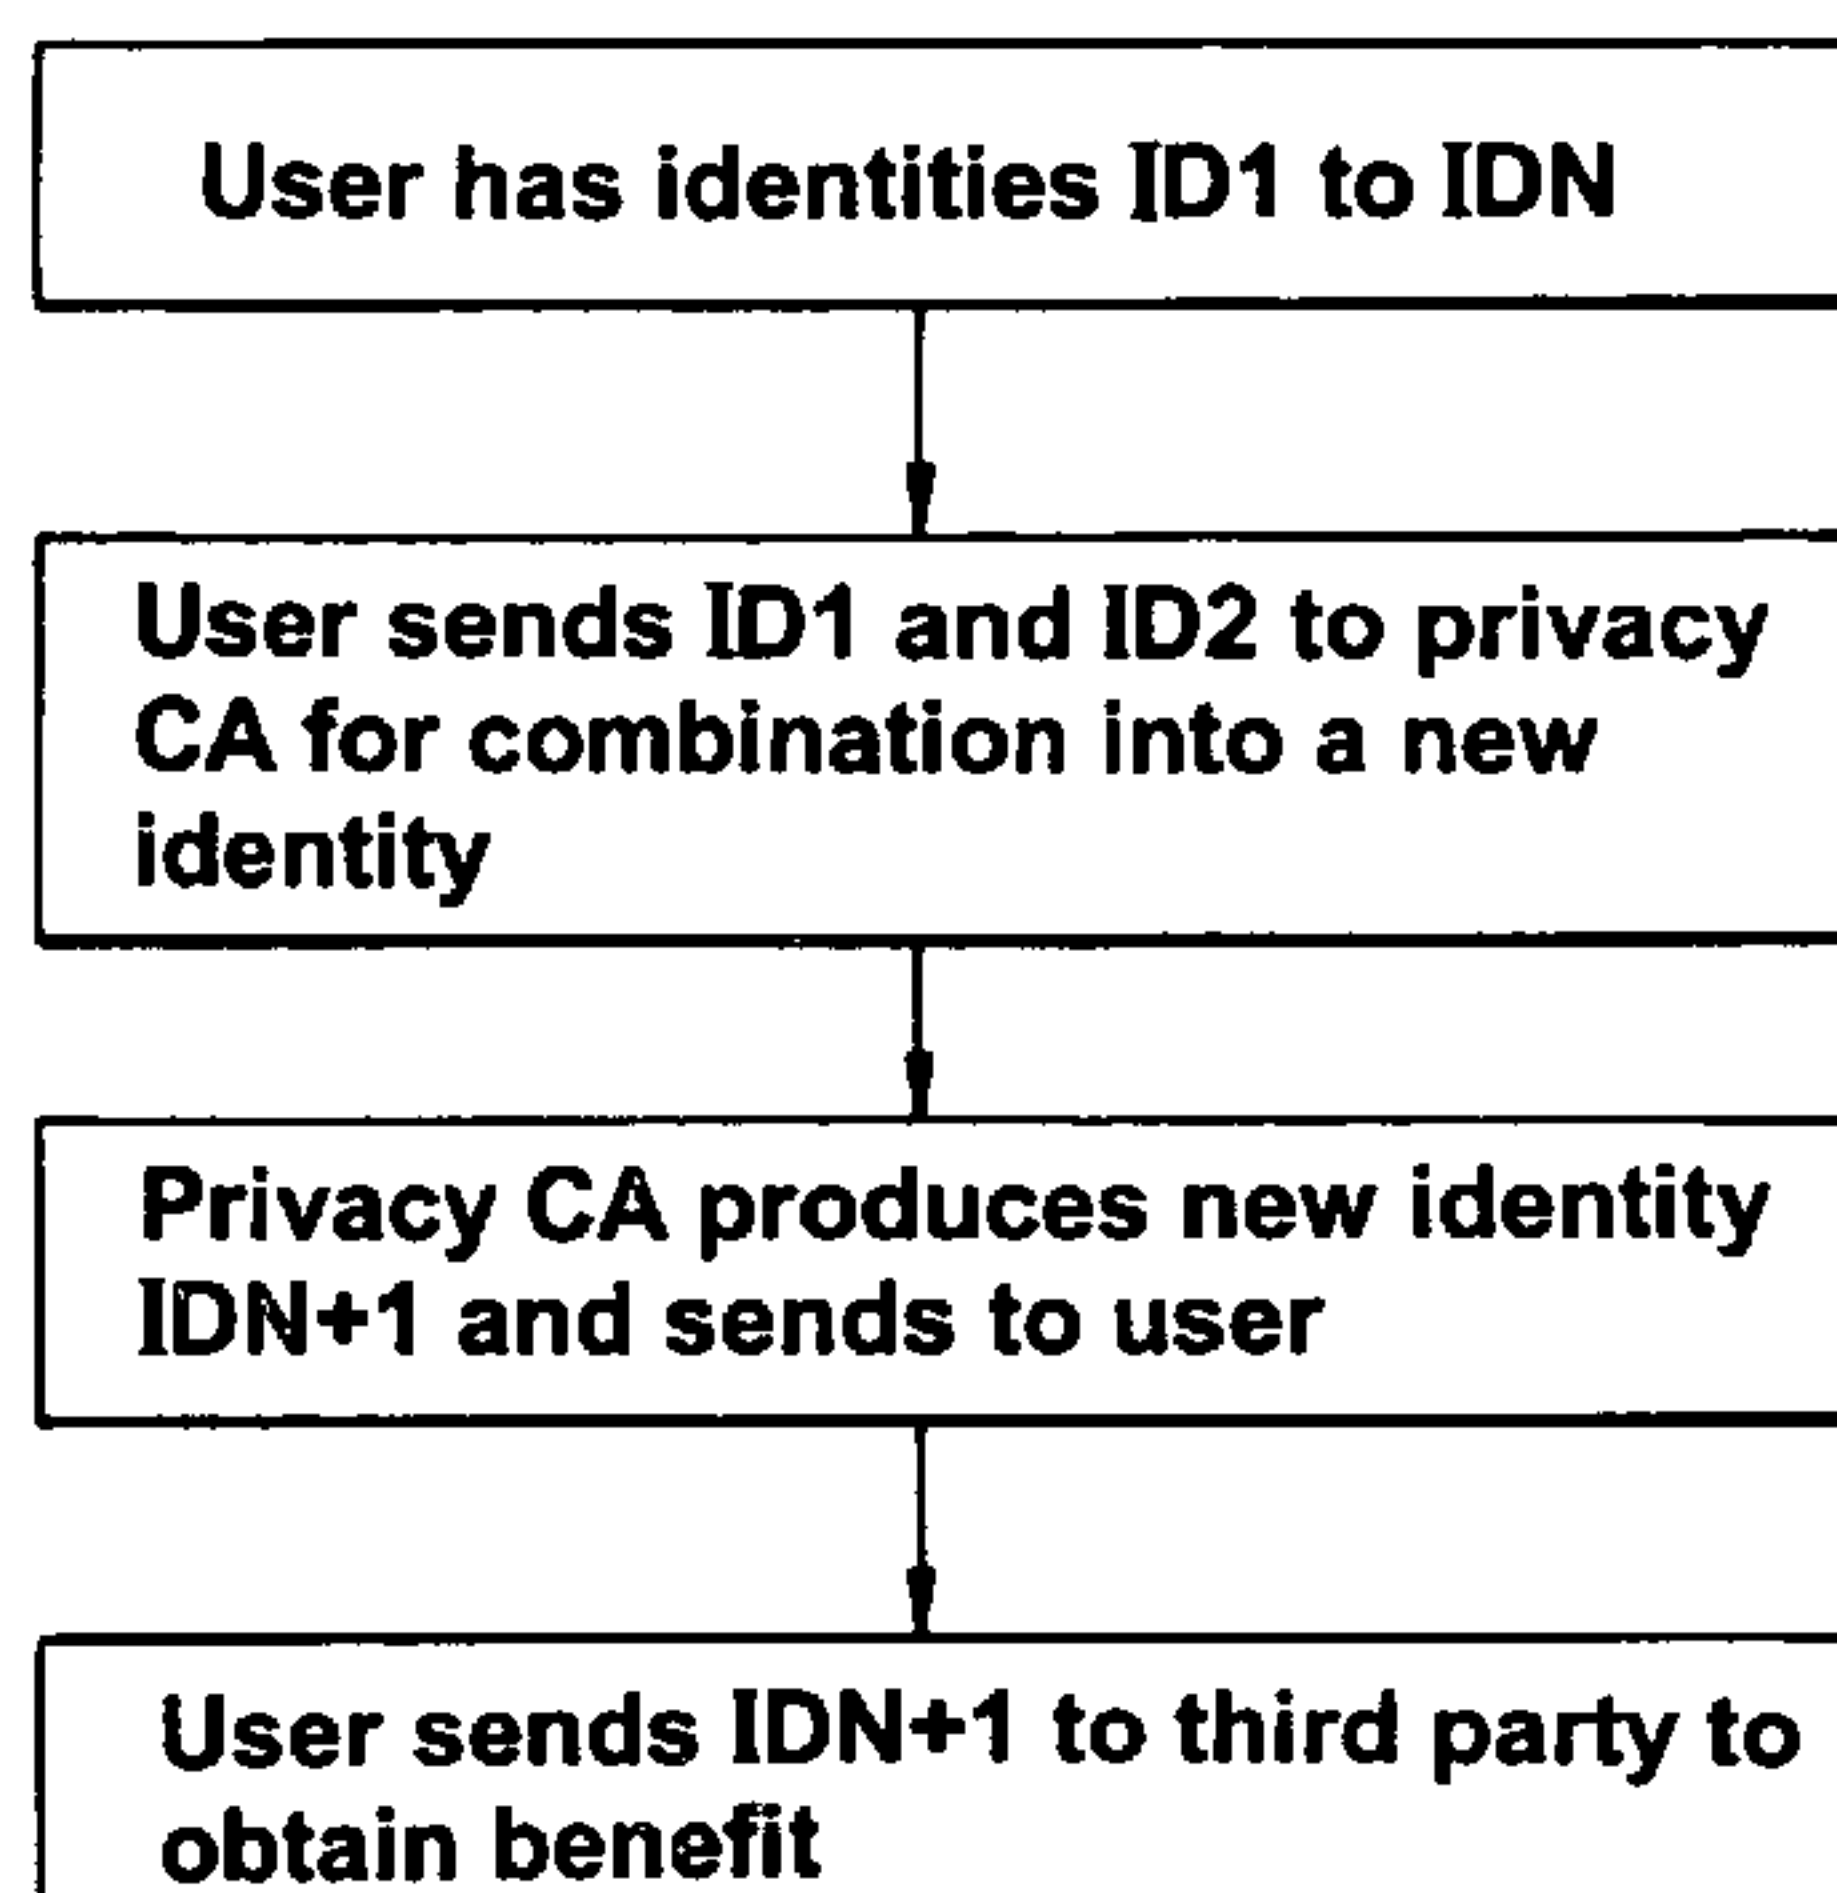 User has identities ID1 to IDN
User sends ID1 and ID2 to privacy
CA for combination into a new
identity
Privacy CA produces new identity
IDN+1 and sends to user
User sends IDN+1 to third party to
obtain benefit